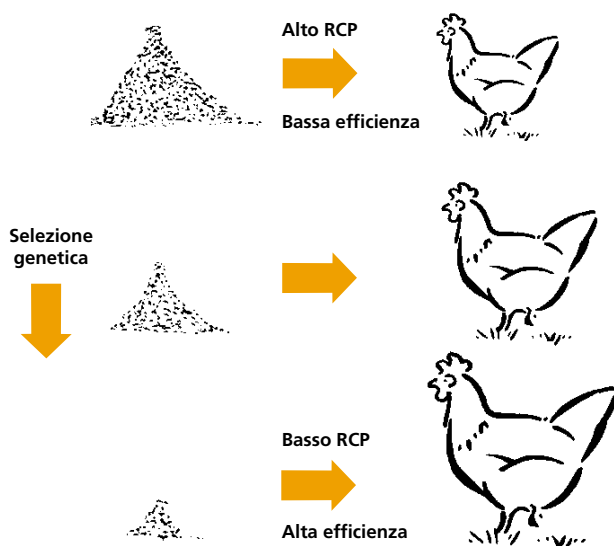 Alto RCP
Bassa efficienza
Selezione
genetica
Basso RCP
Alta efficienza